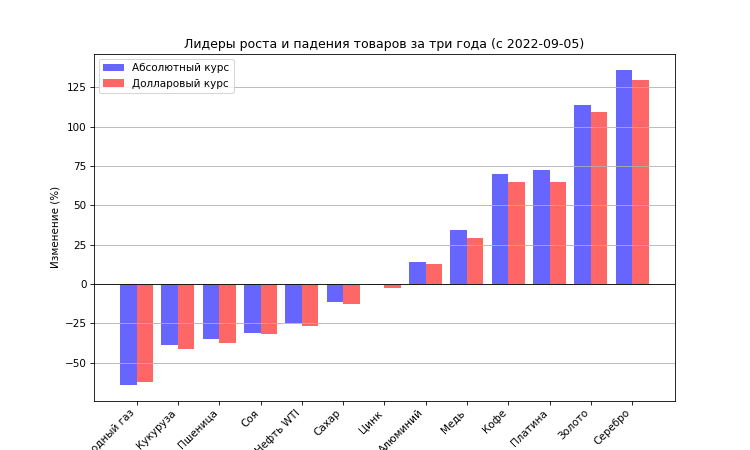 Лидеры роста и падения товаров за три года (с 2022-09-05)
Абсолютный курс
Долларовый курс
Изменение (%)
125
100
75
50
25
0
−25
−50
одный газ
Кукуруза
Пшеница
Соя
Нефть WTI
Сахар
Цинк
Алюминий
Медь
Кофе
Платина
Золото
Серебро